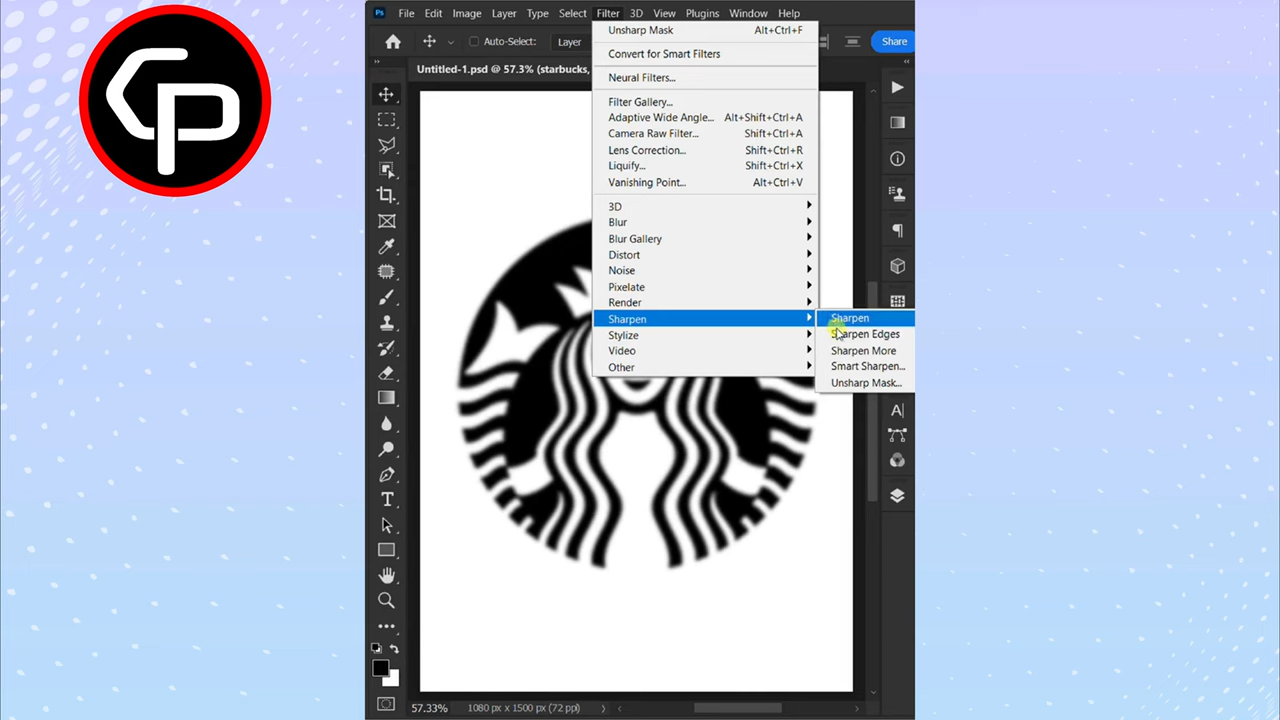 CP
Ps File Edit Image Layer Type Select Filter 3D View Plugins Window Help
Auto-Select: Layer Share
Untitled-1.psd @ 57.3% (starbucks,
Unsharp Mask Alt+Ctrl+F
Convert for Smart Filters
Neural Filters...
Filter Gallery...
Adaptive Wide Angle... Alt+Shift+Ctrl+A
Camera Raw Filter... Shift+Ctrl+A
Lens Correction... Shift+Ctrl+R
Liquify... Shift+Ctrl+X
Vanishing Point... Alt+Ctrl+V
3D
Blur
Blur Gallery
Distort
Noise
Pixelate
Render
Sharpen
Stylize
Video
Other
Sharpen
Sharpen Edges
Sharpen More
Smart Sharpen...
Unsharp Mask...
A
T
57.33% 1080 px x 1500 px (72 ppi)